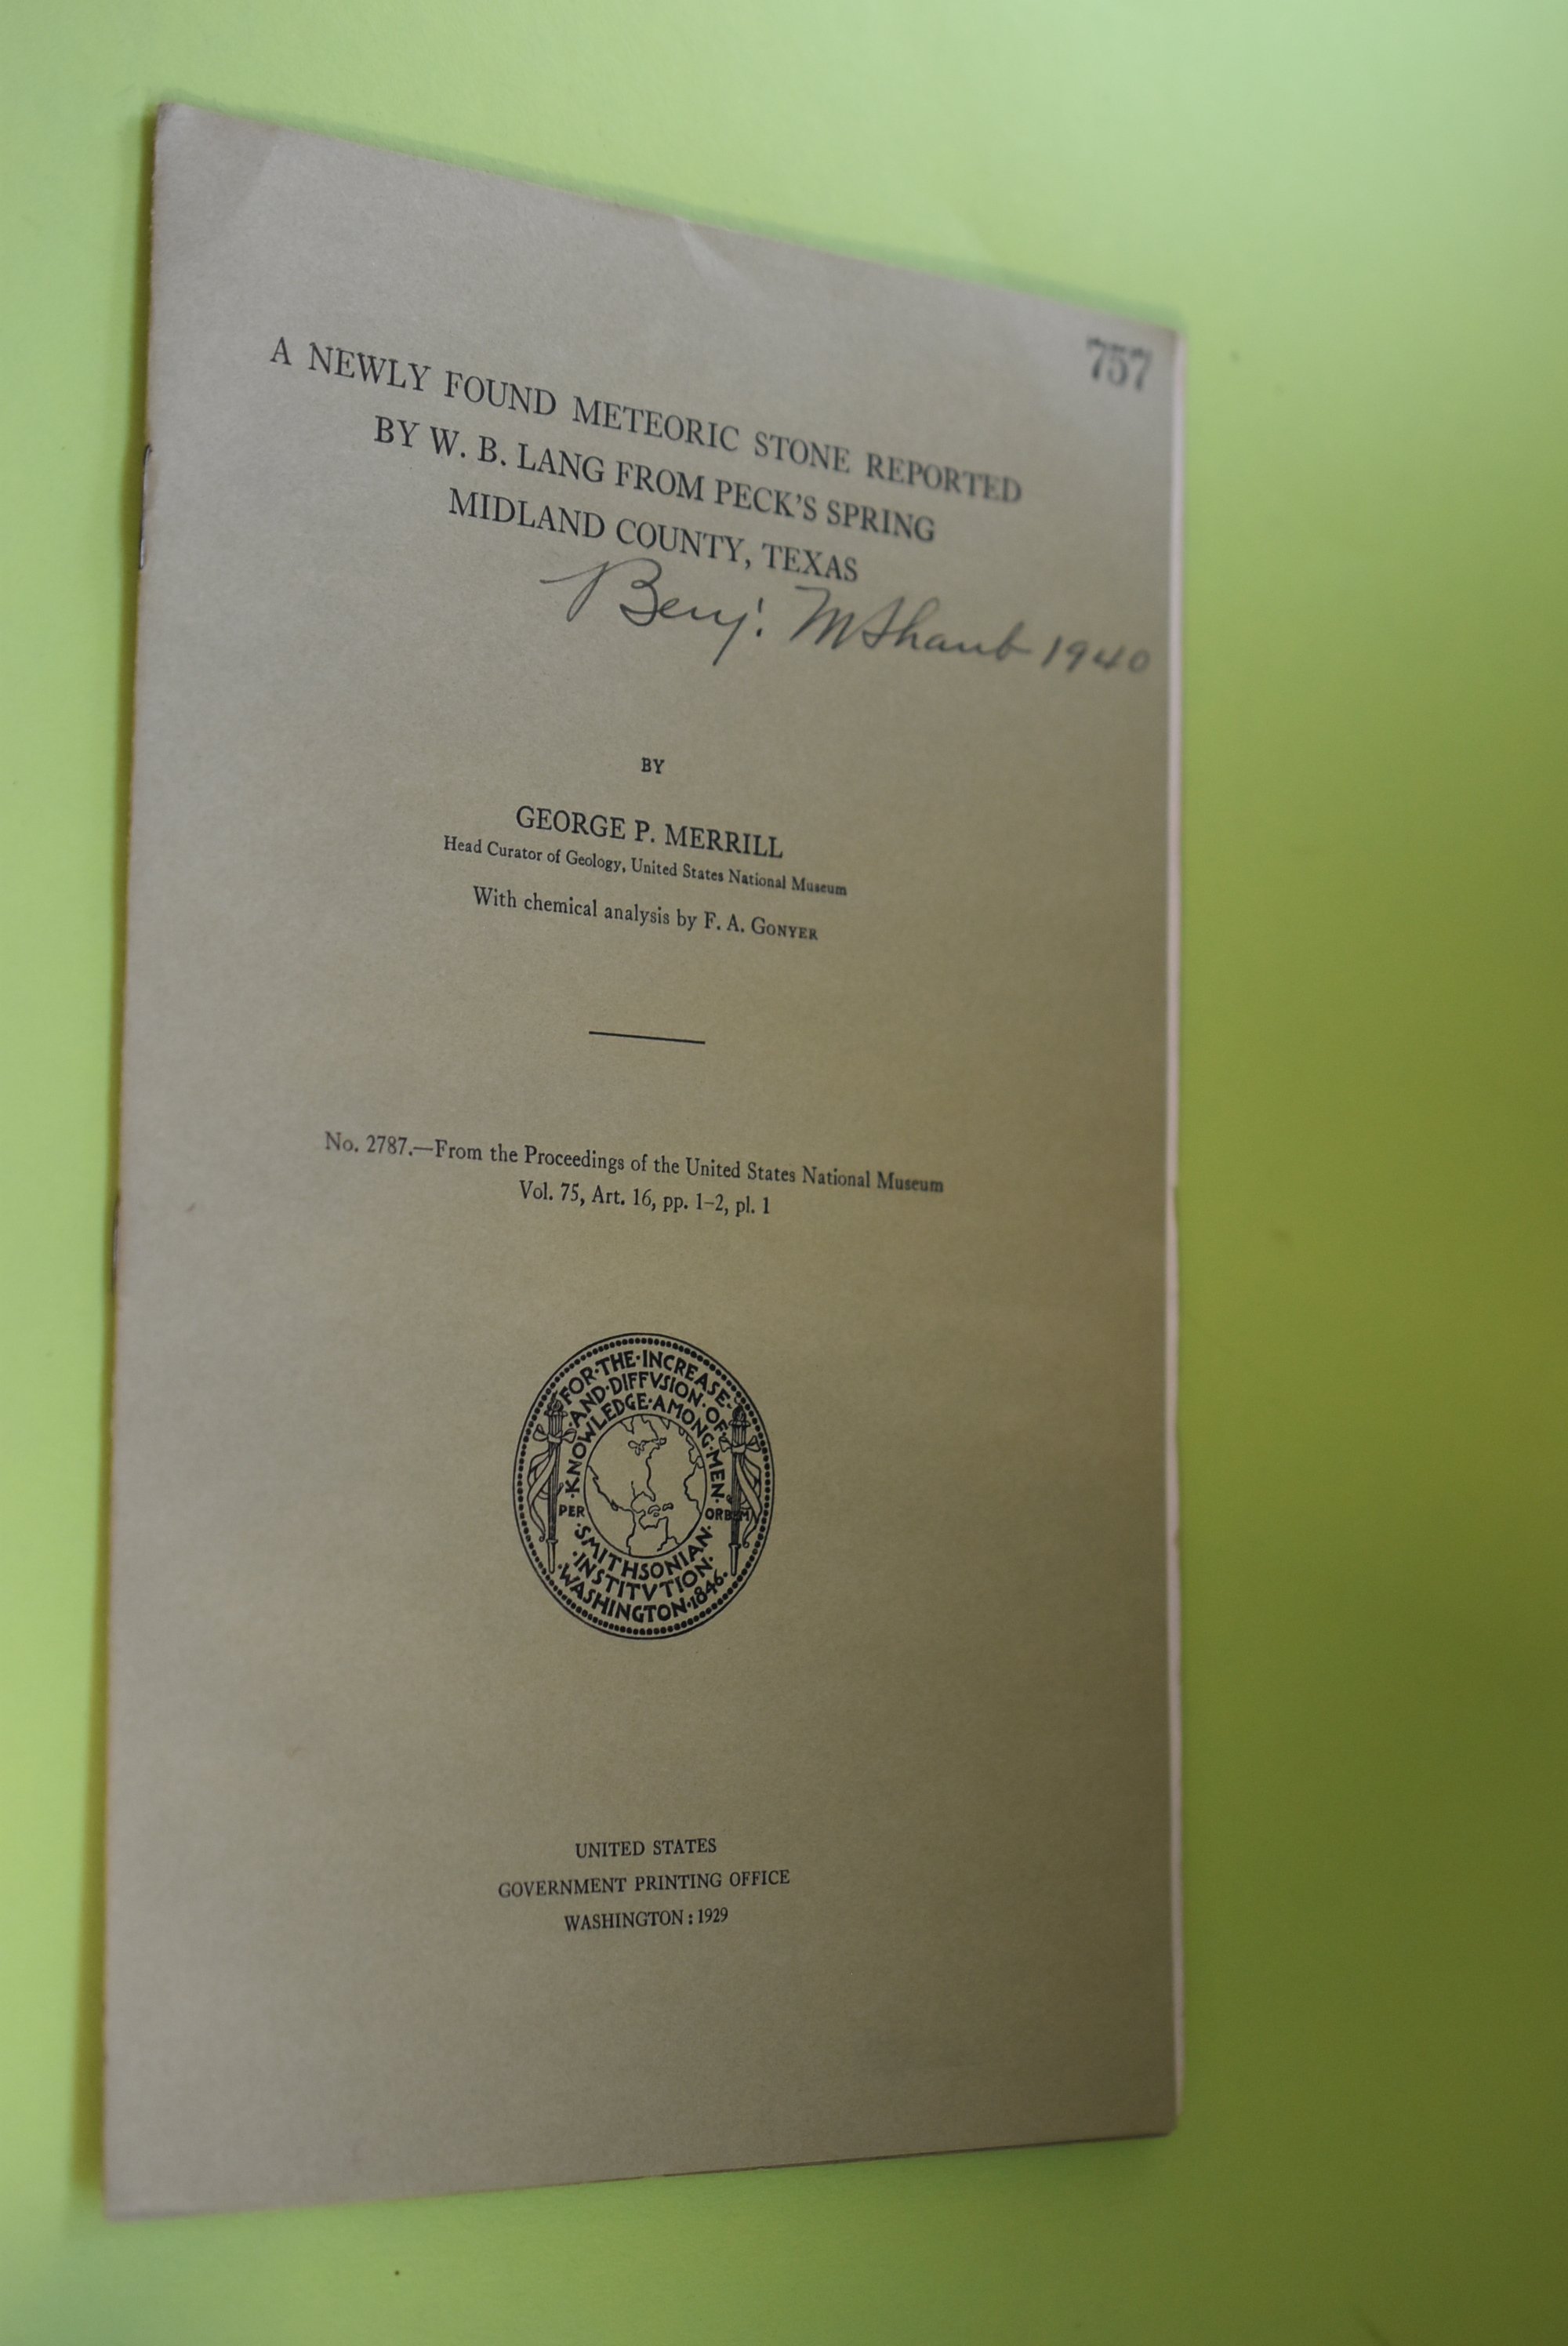 757
A NEWLY FOUND METEORIC STONE REPORTED
BY W. B. LANG FROM PECK'S SPRING
MIDLAND COUNTY, TEXAS
Benj. M Shaub 1940
BY
GEORGE P. MERRILL
Head Curator of Geology, United States National Museum
With chemical analysis by F. A. GONYER
No. 2787.—From the Proceedings of the United States National Museum
Vol. 75, Art. 16, pp. 1–2, pl. 1
·FOR·THE·INCREASE·
·AND·DIFFVSION·OF·
·KNOWLEDGE·AMONG·MEN·
PER ORBEM
·SMITHSONIAN·
·INSTITVTION·
·WASHINGTON·1846·
UNITED STATES
GOVERNMENT PRINTING OFFICE
WASHINGTON : 1929